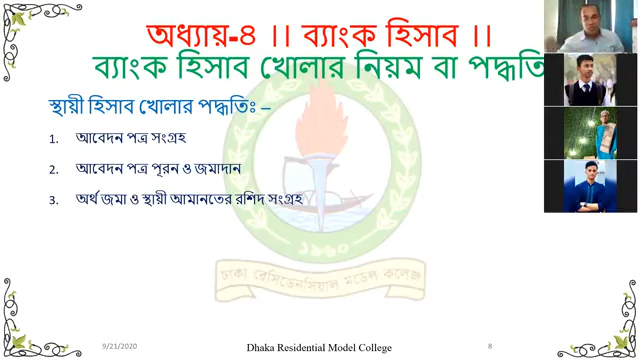 অধ্যায়-৪ ।। ব্যাংক হিসাব ।।
ব্যাংক হিসাব খোলার নিয়ম বা পদ্ধতি
স্থায়ী হিসাব খোলার পদ্ধতিঃ –
1. আবেদন পত্র সংগ্রহ
2. আবেদন পত্র পূরন ও জমাদান
3. অর্থ জমা ও স্থায়ী আমানতের রশিদ সংগ্রহ
১৯৬০
ঢাকা রেসিডেনসিয়াল মডেল কলেজ
9/21/2020 Dhaka Residential Model College 8